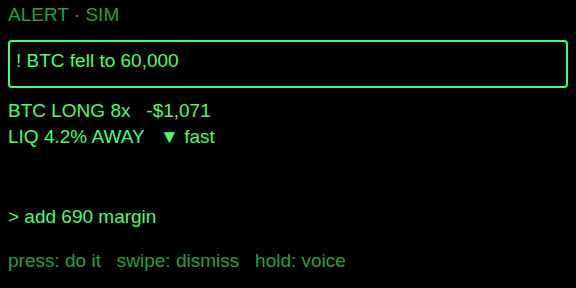 ALERT · SIM
! BTC fell to 60,000
BTC LONG 8x -$1,071
LIQ 4.2% AWAY ▼ fast
> add 690 margin
press: do it swipe: dismiss hold: voice